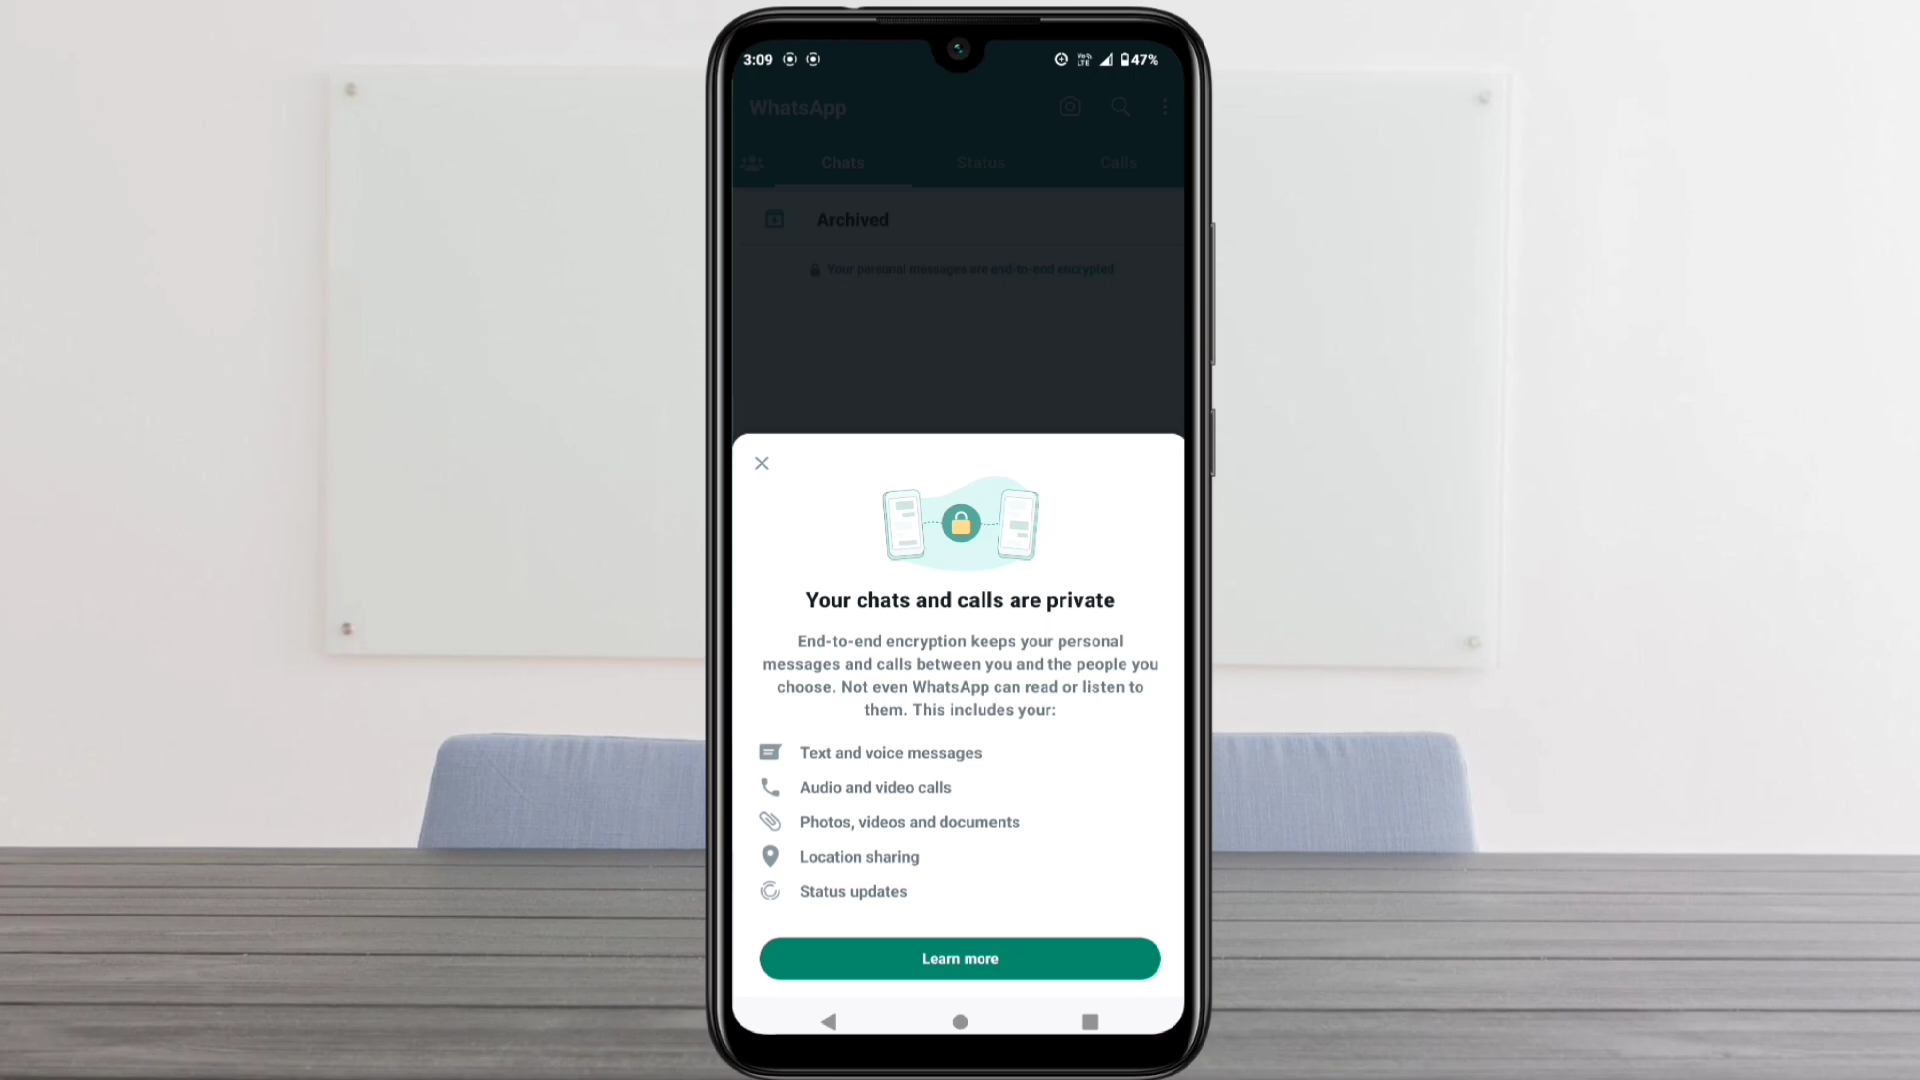 3:09 47%
WhatsApp
Chats Status Calls
Archived
Your personal messages are end-to-end encrypted
Your chats and calls are private
End-to-end encryption keeps your personal
messages and calls between you and the people you
choose. Not even WhatsApp can read or listen to
them. This includes your:
Text and voice messages
Audio and video calls
Photos, videos and documents
Location sharing
Status updates
Learn more